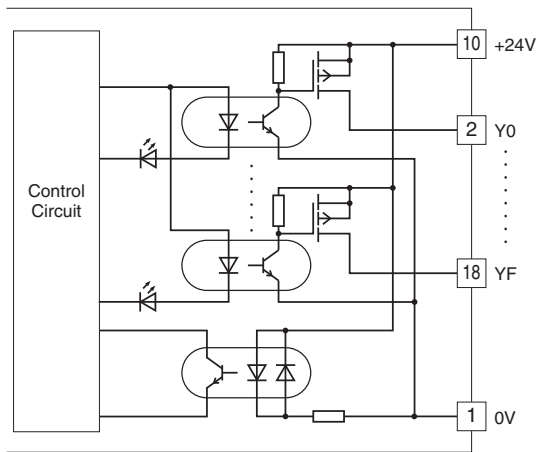 10 +24V
2 Y0
Control
Circuit
18 YF
1 0V